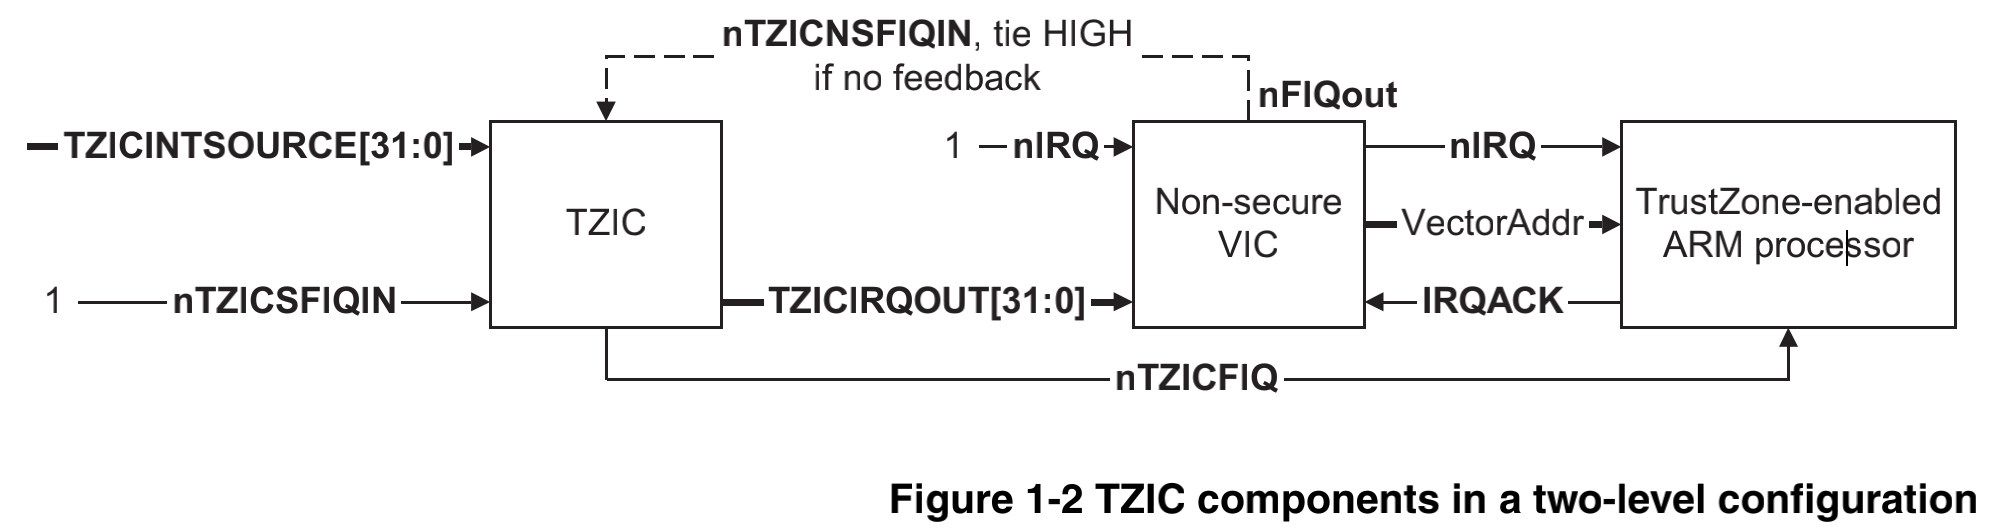 nTZICNSFIQIN, tie HIGH
if no feedback
nFIQout
TZICINTSOURCE[31:0]
1
nIRQ
nIRQ
TZIC
Non-secure
VIC
VectorAddr
TrustZone-enabled
ARM processor
1
nTZICSFIQIN
TZICIRQOUT[31:0]
IRQACK
nTZICFIQ
Figure 1-2 TZIC components in a two-level configuration